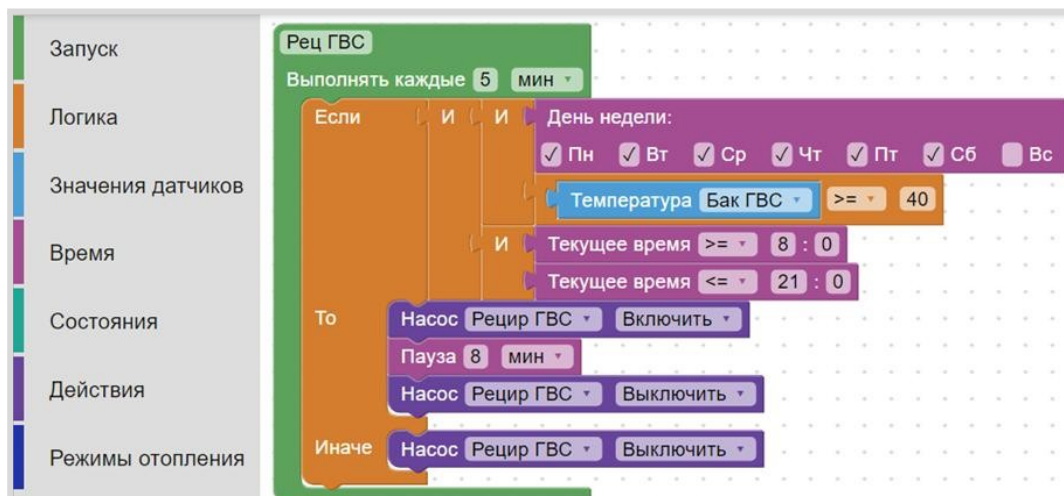 Запуск
Логика
Значения датчиков
Время
Состояния
Действия
Режимы отопления
Рец ГВС
Выполнять каждые 5 мин
Если И И День недели:
✓ Пн ✓ Вт ✓ Ср ✓ Чт ✓ Пт ✓ Сб Вс
Температура Бак ГВС >= 40
И Текущее время >= 8 : 0
Текущее время <= 21 : 0
То Насос Рецир ГВС Включить
Пауза 8 мин
Насос Рецир ГВС Выключить
Иначе Насос Рецир ГВС Выключить